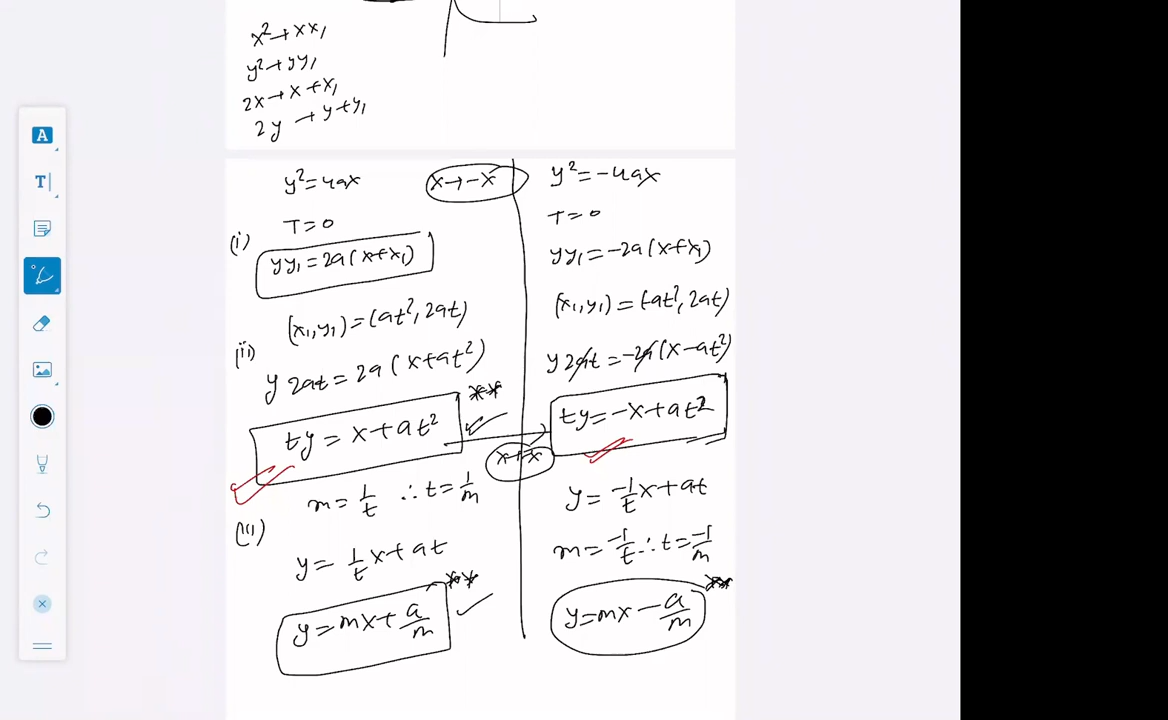 x² → xx₁
y² → yy₁
2x → x + x₁
2y → y + y₁
y² = 4ax
x → -x
T = 0
(i)
yy₁ = 2a(x+x₁)
(x₁, y₁) = (at², 2at)
(ii)
y 2at = 2a (x+at²)
**
ty = x + at²
x → -x
m = 1/t ∴ t = 1/m
(iii)
y = 1/t x + at
**
y = mx + a/m
y² = -4ax
T = 0
yy₁ = -2a(x+x₁)
(x₁, y₁) = (-at², 2at)
y 2at = -2a (x-at²)
ty = -x + at²
y = -1/t x + at
m = -1/t ∴ t = -1/m
**
y = mx - a/m
A
T